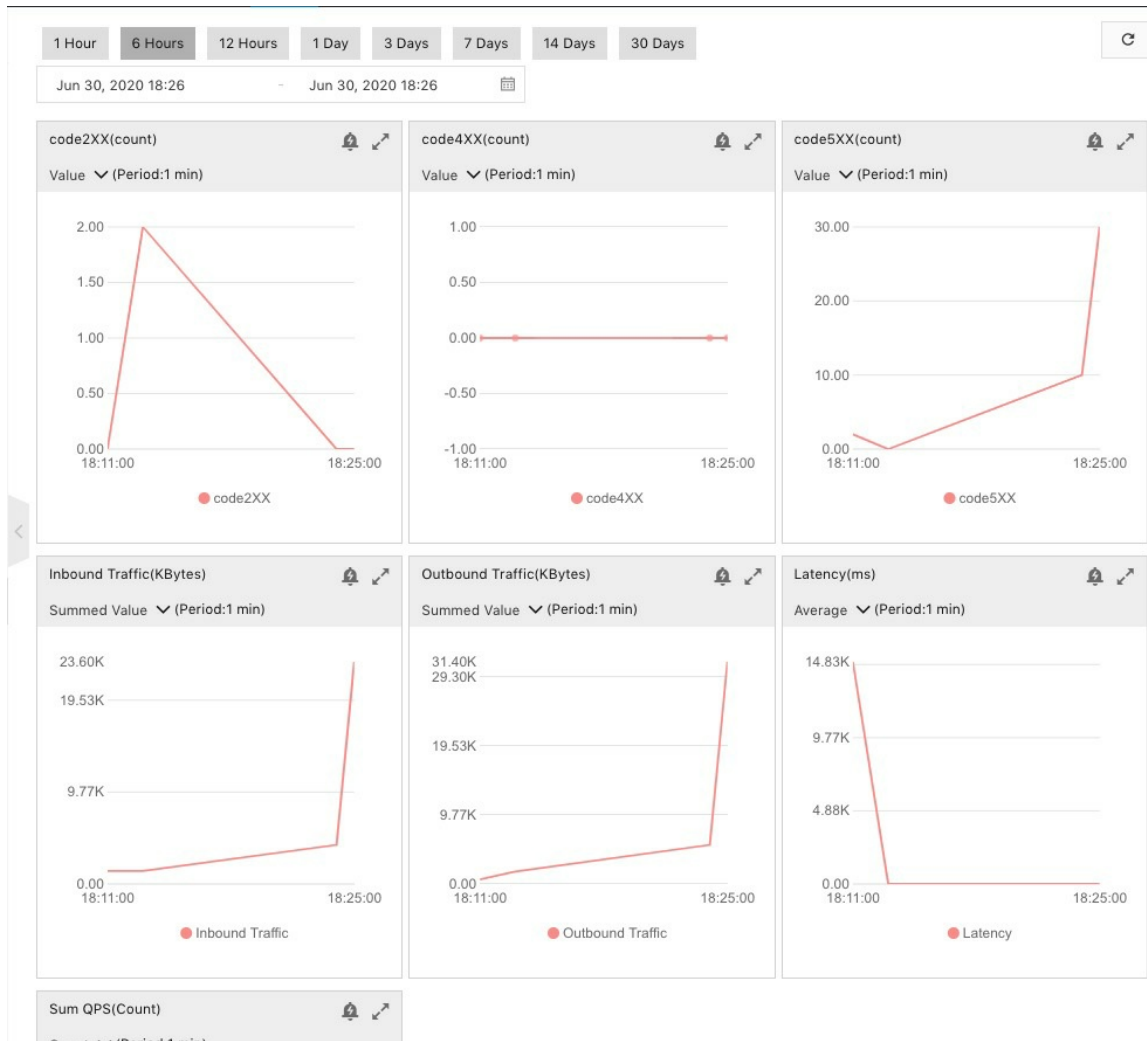 1 Hour 6 Hours 12 Hours 1 Day 3 Days 7 Days 14 Days 30 Days
Jun 30, 2020 18:26 - Jun 30, 2020 18:26
code2XX(count)
Value (Period:1 min)
2.00
1.50
1.00
0.50
0.00
18:11:00 18:25:00
code2XX
code4XX(count)
Value (Period:1 min)
1.00
0.50
0.00
-0.50
-1.00
18:11:00 18:25:00
code4XX
code5XX(count)
Value (Period:1 min)
30.00
20.00
10.00
0.00
18:11:00 18:25:00
code5XX
Inbound Traffic(KBytes)
Summed Value (Period:1 min)
23.60K
19.53K
9.77K
0.00
18:11:00 18:25:00
Inbound Traffic
Outbound Traffic(KBytes)
Summed Value (Period:1 min)
31.40K
29.30K
19.53K
9.77K
0.00
18:11:00 18:25:00
Outbound Traffic
Latency(ms)
Average (Period:1 min)
14.83K
9.77K
4.88K
0.00
18:11:00 18:25:00
Latency
Sum QPS(Count)
(Period:1 min)